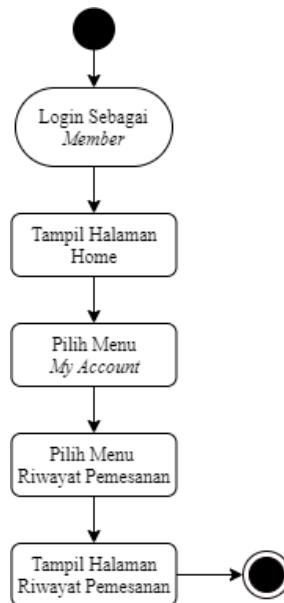 Login Sebagai
Member
Tampil Halaman
Home
Pilih Menu
My Account
Pilih Menu
Riwayat Pemesanan
Tampil Halaman
Riwayat Pemesanan